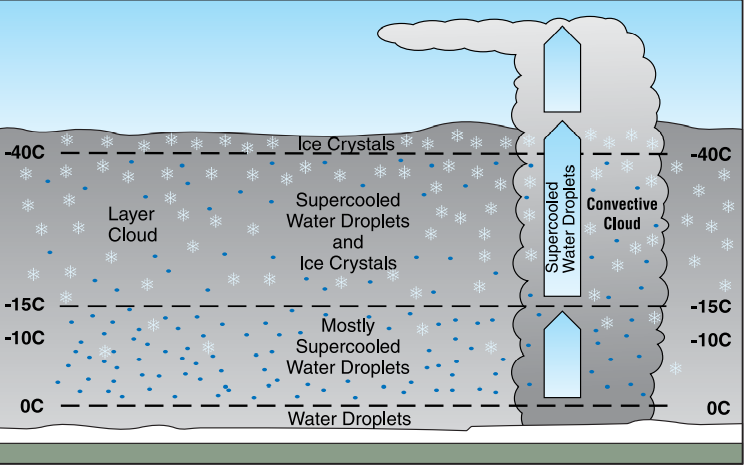 Ice Crystals
-40C
-40C
Layer
Cloud
Supercooled
Water Droplets
and
Ice Crystals
Supercooled
Water Droplets
Convective
Cloud
-15C
-15C
-10C
-10C
Mostly
Supercooled
Water Droplets
0C
0C
Water Droplets